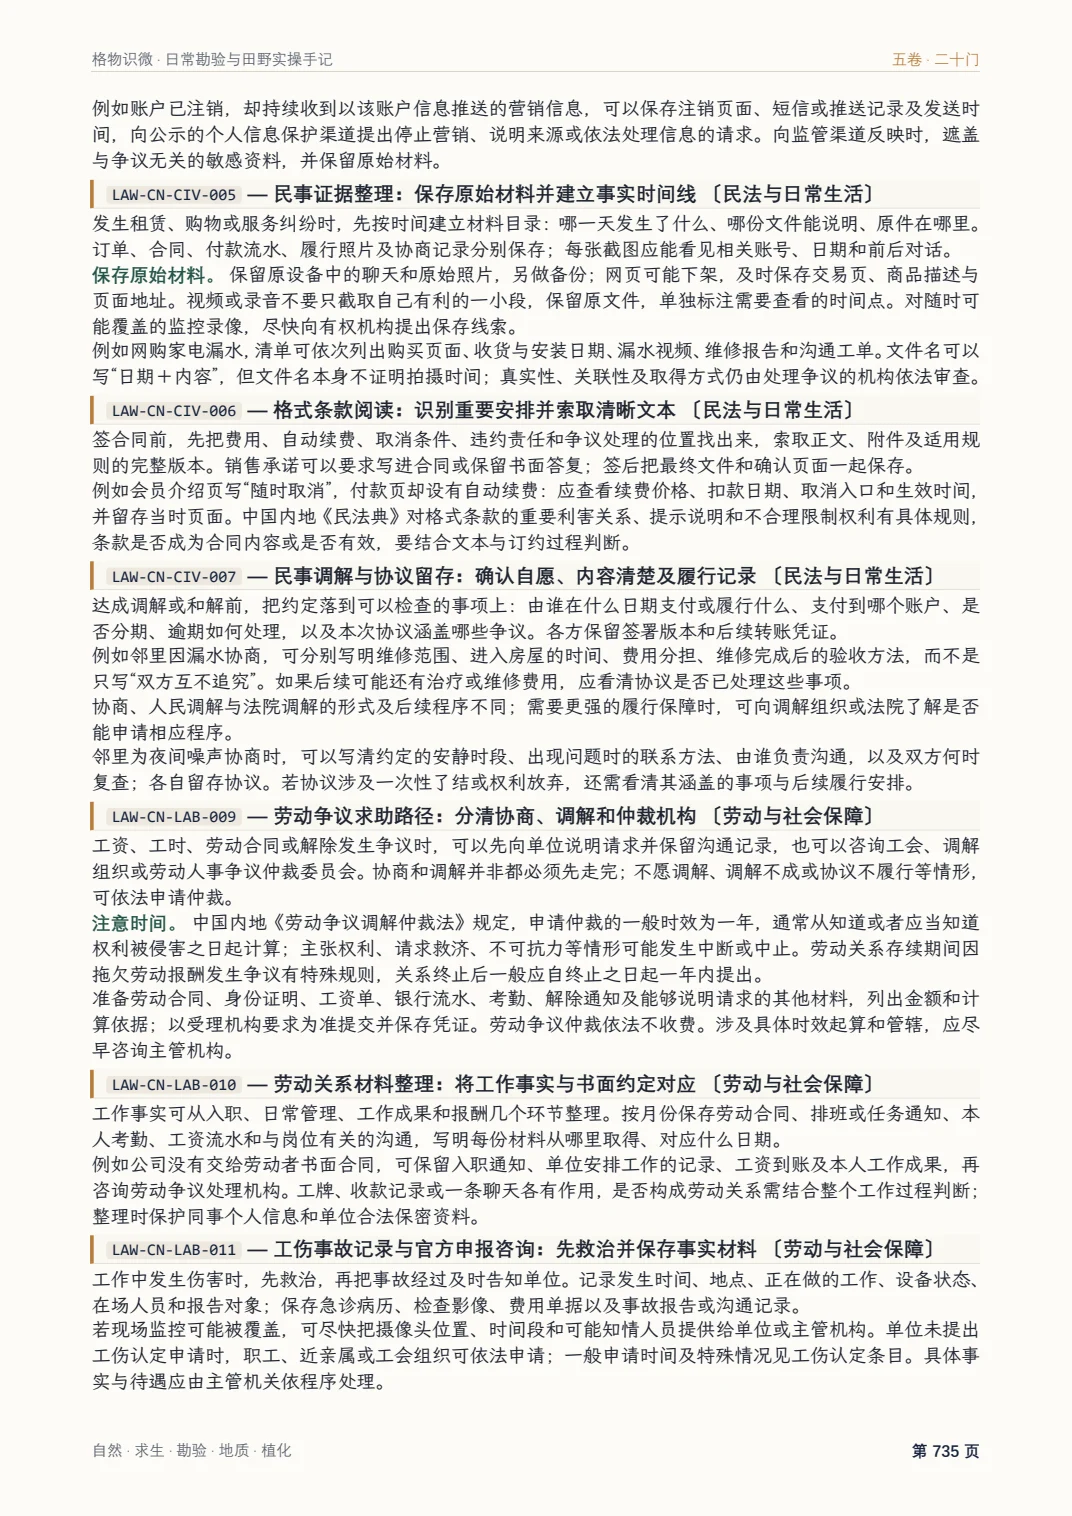 格物识微 · 日常勘验与田野实操手记
五卷 · 二十门
例如账户已注销，却持续收到以该账户信息推送的营销信息，可以保存注销页面、短信或推送记录及发送时
间，向公示的个人信息保护渠道提出停止营销、说明来源或依法处理信息的请求。向监管渠道反映时，遮盖
与争议无关的敏感资料，并保留原始材料。
LAW-CN-CIV-005 — 民事证据整理：保存原始材料并建立事实时间线 〔民法与日常生活〕
发生租赁、购物或服务纠纷时，先按时间建立材料目录：哪一天发生了什么、哪份文件能说明、原件在哪里。
订单、合同、付款流水、履行照片及协商记录分别保存；每张截图应能看见相关账号、日期和前后对话。
保存原始材料。 保留原设备中的聊天和原始照片，另做备份；网页可能下架，及时保存交易页、商品描述与
页面地址。视频或录音不要只截取自己有利的一小段，保留原文件，单独标注需要查看的时间点。对随时可
能覆盖的监控录像，尽快向有权机构提出保存线索。
例如网购家电漏水，清单可依次列出购买页面、收货与安装日期、漏水视频、维修报告和沟通工单。文件名可以
写“日期＋内容”，但文件名本身不证明拍摄时间；真实性、关联性及取得方式仍由处理争议的机构依法审查。
LAW-CN-CIV-006 — 格式条款阅读：识别重要安排并索取清晰文本 〔民法与日常生活〕
签合同前，先把费用、自动续费、取消条件、违约责任和争议处理的位置找出来，索取正文、附件及适用规
则的完整版本。销售承诺可以要求写进合同或保留书面答复；签后把最终文件和确认页面一起保存。
例如会员介绍页写“随时取消”，付款页却设有自动续费：应查看续费价格、扣款日期、取消入口和生效时间，
并留存当时页面。中国内地《民法典》对格式条款的重要利害关系、提示说明和不合理限制权利有具体规则，
条款是否成为合同内容或是否有效，要结合文本与订约过程判断。
LAW-CN-CIV-007 — 民事调解与协议留存：确认自愿、内容清楚及履行记录 〔民法与日常生活〕
达成调解或和解前，把约定落到可以检查的事项上：由谁在什么日期支付或履行什么、支付到哪个账户、是
否分期、逾期如何处理，以及本次协议涵盖哪些争议。各方保留签署版本和后续转账凭证。
例如邻里因漏水协商，可分别写明维修范围、进入房屋的时间、费用分担、维修完成后的验收方法，而不是
只写“双方互不追究”。如果后续可能还有治疗或维修费用，应看清协议是否已处理这些事项。
协商、人民调解与法院调解的形式及后续程序不同；需要更强的履行保障时，可向调解组织或法院了解是否
能申请相应程序。
邻里为夜间噪声协商时，可以写清约定的安静时段、出现问题时的联系方法、由谁负责沟通，以及双方何时
复查；各自留存协议。若协议涉及一次性了结或权利放弃，还需看清其涵盖的事项与后续履行安排。
LAW-CN-LAB-009 — 劳动争议求助路径：分清协商、调解和仲裁机构 〔劳动与社会保障〕
工资、工时、劳动合同或解除发生争议时，可以先向单位说明请求并保留沟通记录，也可以咨询工会、调解
组织或劳动人事争议仲裁委员会。协商和调解并非都必须先走完；不愿调解、调解不成或协议不履行等情形，
可依法申请仲裁。
注意时间。 中国内地《劳动争议调解仲裁法》规定，申请仲裁的一般时效为一年，通常从知道或者应当知道
权利被侵害之日起计算；主张权利、请求救济、不可抗力等情形可能发生中断或中止。劳动关系存续期间因
拖欠劳动报酬发生争议有特殊规则，关系终止后一般应自终止之日起一年内提出。
准备劳动合同、身份证明、工资单、银行流水、考勤、解除通知及能够说明请求的其他材料，列出金额和计
算依据；以受理机构要求为准提交并保存凭证。劳动争议仲裁依法不收费。涉及具体时效起算和管辖，应尽
早咨询主管机构。
LAW-CN-LAB-010 — 劳动关系材料整理：将工作事实与书面约定对应 〔劳动与社会保障〕
工作事实可从入职、日常管理、工作成果和报酬几个环节整理。按月份保存劳动合同、排班或任务通知、本
人考勤、工资流水和与岗位有关的沟通，写明每份材料从哪里取得、对应什么日期。
例如公司没有交给劳动者书面合同，可保留入职通知、单位安排工作的记录、工资到账及本人工作成果，再
咨询劳动争议处理机构。工牌、收款记录或一条聊天各有作用，是否构成劳动关系需结合整个工作过程判断；
整理时保护同事个人信息和单位合法保密资料。
LAW-CN-LAB-011 — 工伤事故记录与官方申报咨询：先救治并保存事实材料 〔劳动与社会保障〕
工作中发生伤害时，先救治，再把事故经过及时告知单位。记录发生时间、地点、正在做的工作、设备状态、
在场人员和报告对象；保存急诊病历、检查影像、费用单据以及事故报告或沟通记录。
若现场监控可能被覆盖，可尽快把摄像头位置、时间段和可能知情人员提供给单位或主管机构。单位未提出
工伤认定申请时，职工、近亲属或工会组织可依法申请；一般申请时间及特殊情况见工伤认定条目。具体事
实与待遇应由主管机关依程序处理。
自然 · 求生 · 勘验 · 地质 · 植化
第 735 页